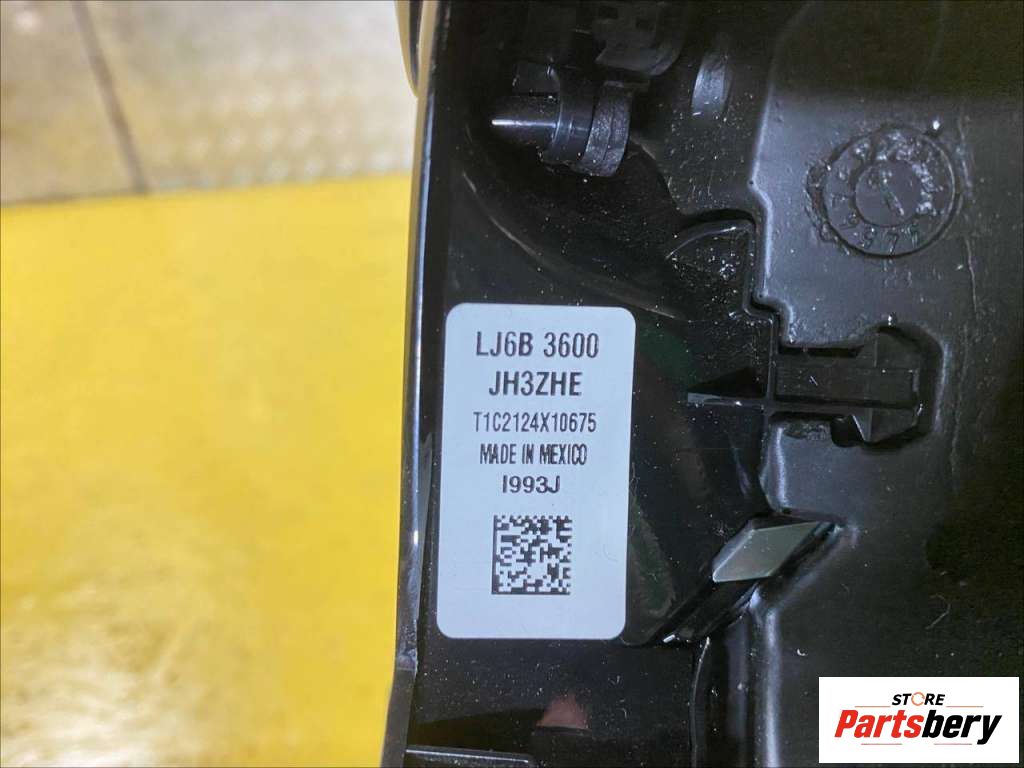 LJ6B 3600
JH3ZHE
T1C2124X10675
MADE IN MEXICO
I993J
STORE
Partsbery